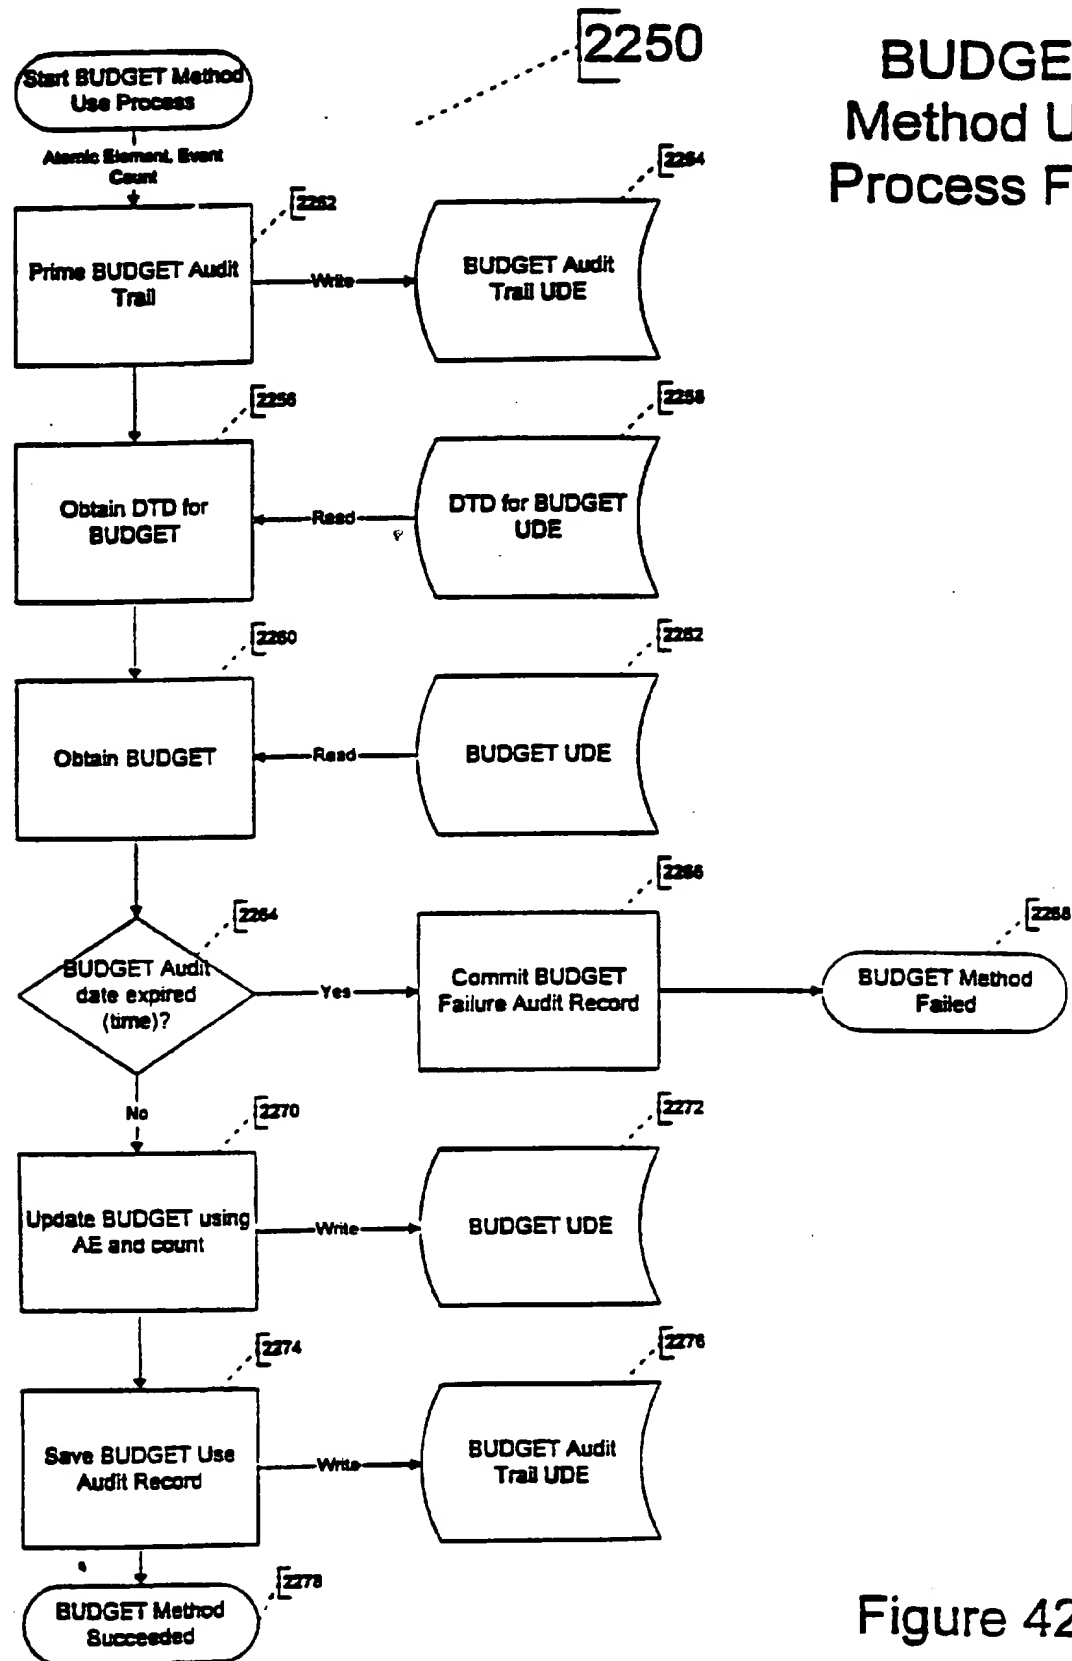 2250
BUDGE
Method U
Process F
Start BUDGET Method
Use Process
Atomic Element, Event
Count
2252
2254
Prime BUDGET Audit
Trail
Write
BUDGET Audit
Trail UDE
2256
2258
Obtain DTD for
BUDGET
Read
DTD for BUDGET
UDE
2260
2262
Obtain BUDGET
Read
BUDGET UDE
2264
2266
2268
BUDGET Audit
date expired
(time)?
Yes
Commit BUDGET
Failure Audit Record
BUDGET Method
Failed
No
2270
2272
Update BUDGET using
AE and count
Write
BUDGET UDE
2274
2276
Save BUDGET Use
Audit Record
Write
BUDGET Audit
Trail UDE
2278
BUDGET Method
Succeeded
Figure 42